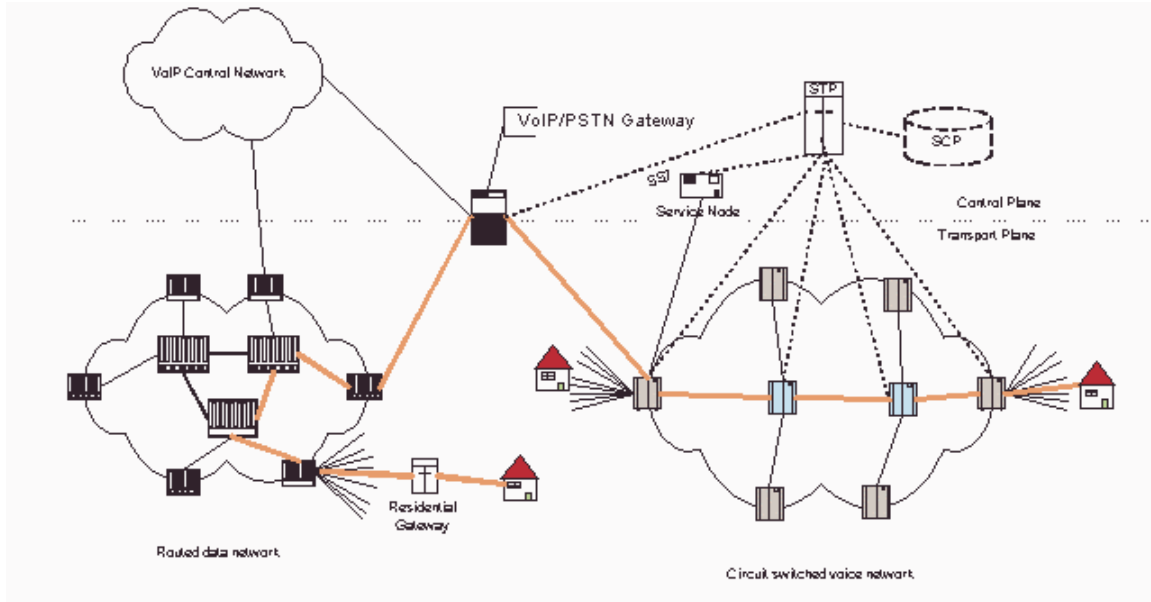 VoIP Control Network
VoIP/PSTN Gateway
STP
SCP
SS7
Service Node
Control Plane
Transport Plane
Residential
Gateway
Routed data network
Circuit switched voice network